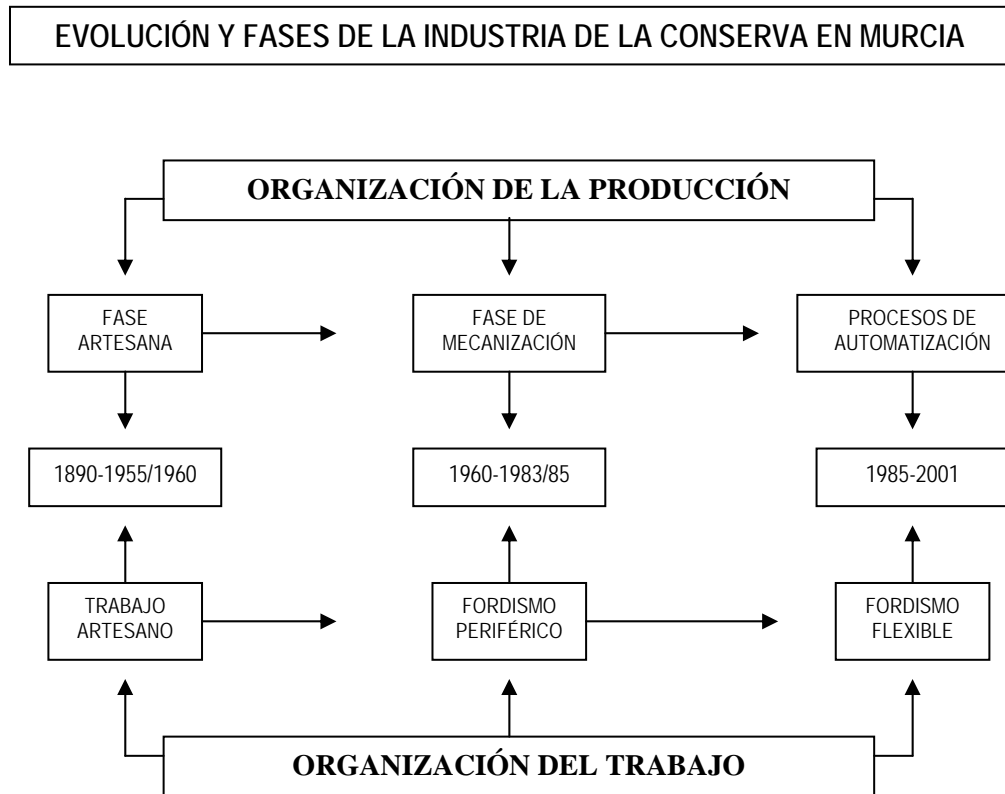 EVOLUCIÓN Y FASES DE LA INDUSTRIA DE LA CONSERVA EN MURCIA
ORGANIZACIÓN DE LA PRODUCCIÓN
FASE
ARTESANA
FASE DE
MECANIZACIÓN
PROCESOS DE
AUTOMATIZACIÓN
1890-1955/1960
1960-1983/85
1985-2001
TRABAJO
ARTESANO
FORDISMO
PERIFÉRICO
FORDISMO
FLEXIBLE
ORGANIZACIÓN DEL TRABAJO